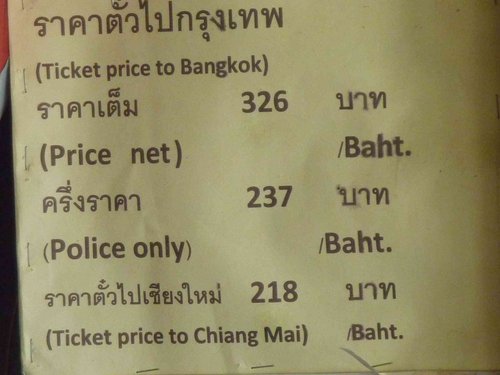 ราคาตั๋วไปกรุงเทพ
(Ticket price to Bangkok)
ราคาเต็ม 326 บาท
(Price net) /Baht.
ครึ่งราคา 237 บาท
(Police only) /Baht.
ราคาตั๋วไปเชียงใหม่ 218 บาท
(Ticket price to Chiang Mai) /Baht.